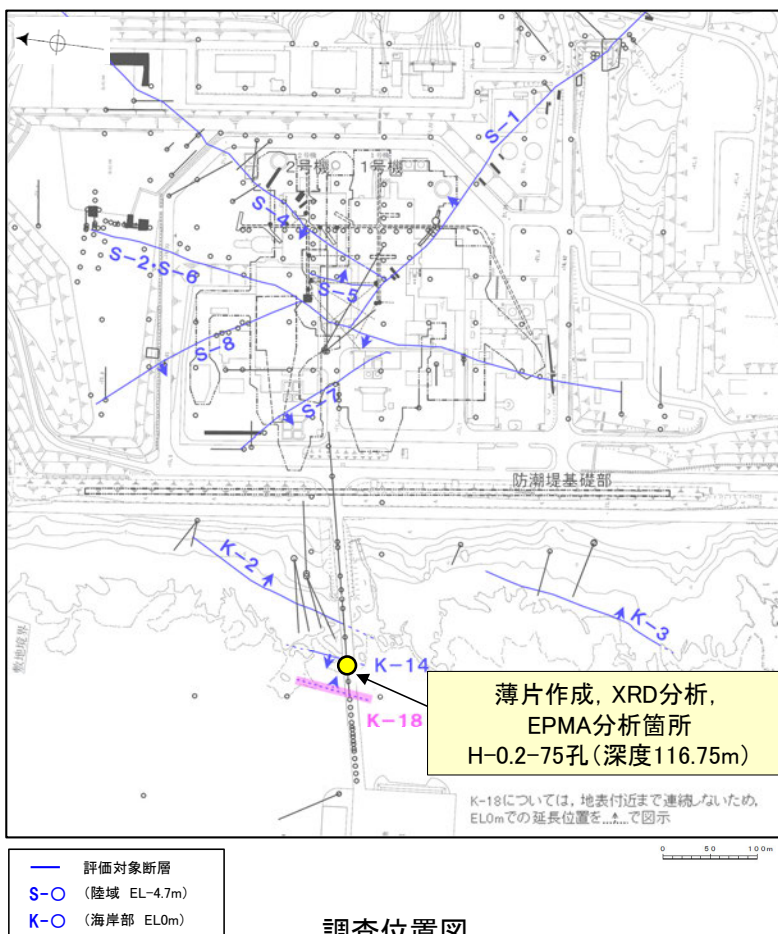 S-1
2号機
1号機
S-4
S-2・S-6
S-5
S-8
S-7
防潮堤基礎部
K-2
K-3
敷地境界
K-14
K-18
薄片作成, XRD分析,
EPMA分析箇所
H-0.2-75孔(深度116.75m)
K-18については, 地表付近まで連続しないため,
EL0mでの延長位置を で図示
0 50 100m
評価対象断層
S-○ (陸域 EL-4.7m)
K-○ (海岸部 EL0m)
調査位置図